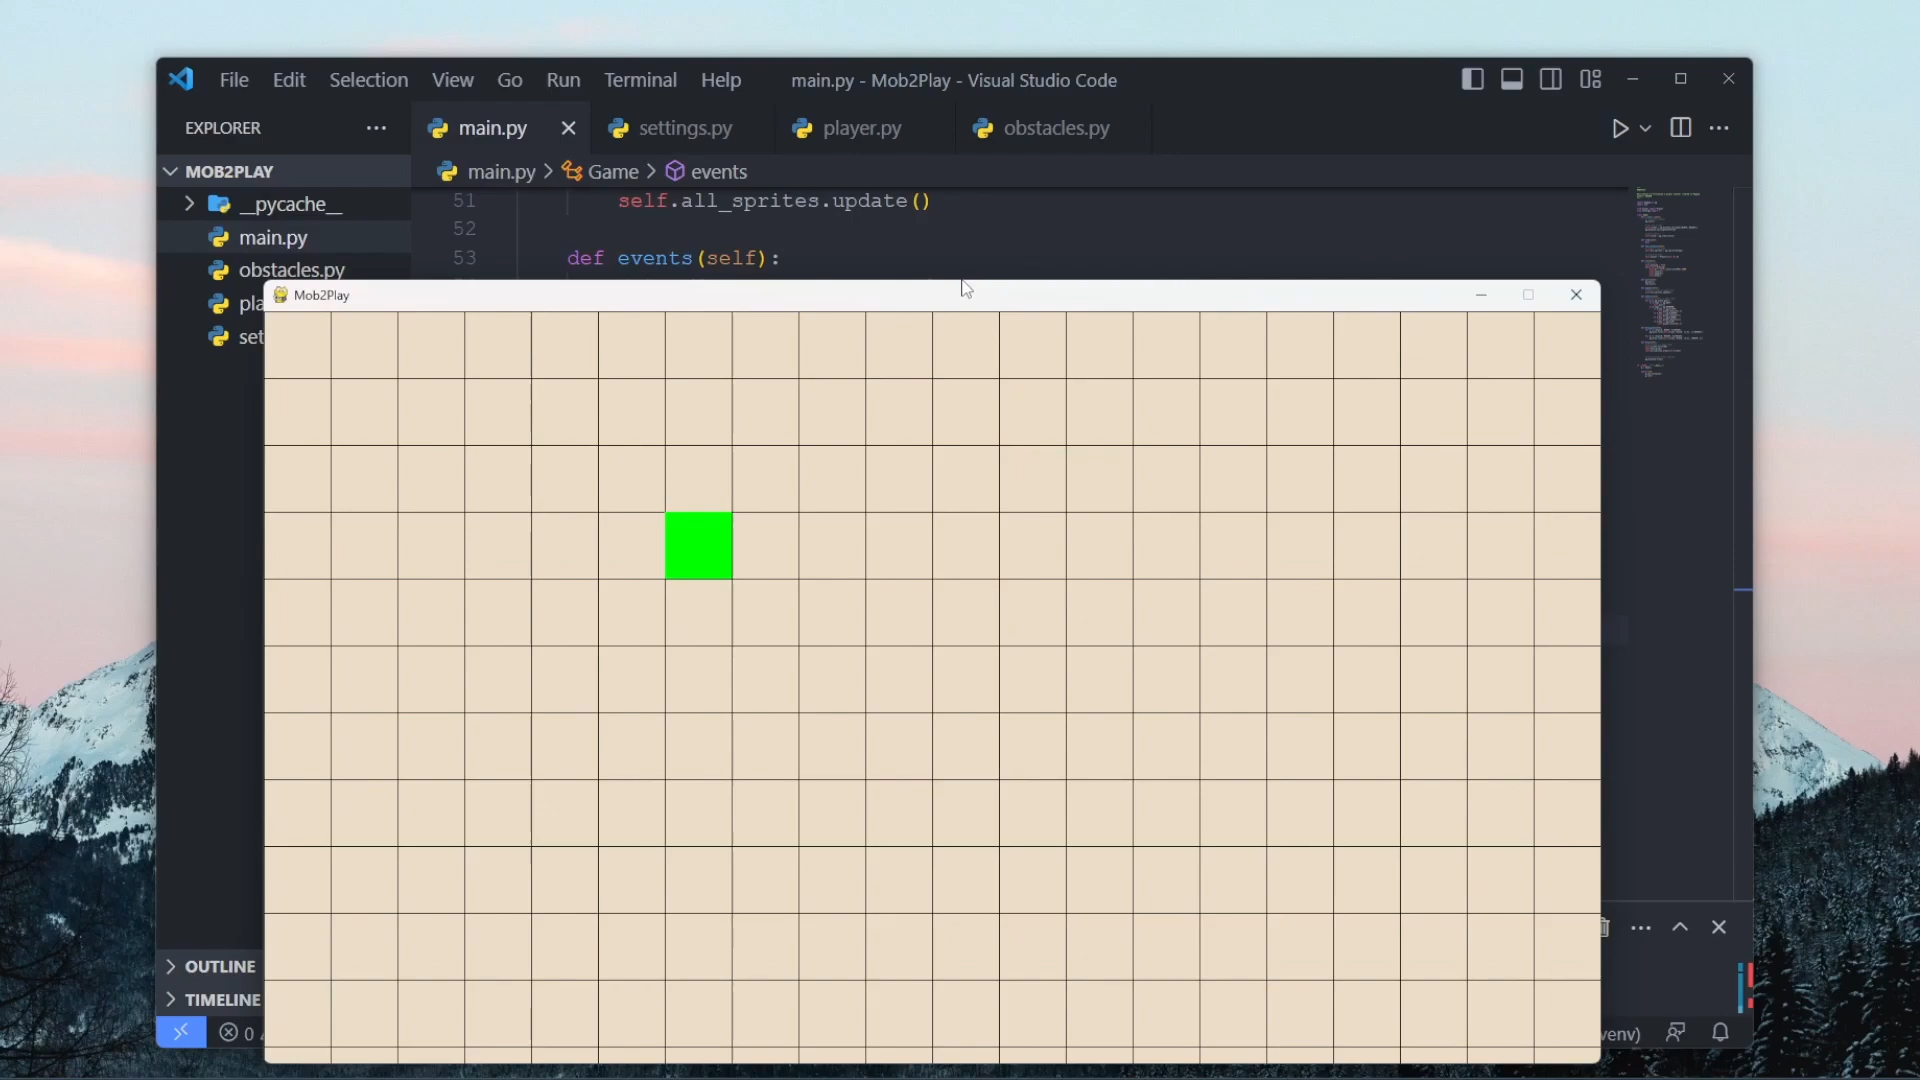 File Edit Selection View Go Run Terminal Help main.py - Mob2Play - Visual Studio Code
EXPLORER main.py settings.py player.py obstacles.py
MOB2PLAY main.py > Game > events
__pycache__ 51 self.all_sprites.update()
main.py 52
53 def events(self):
obstacles.py
pla Mob2Play
set
OUTLINE
TIMELINE
0 venv)